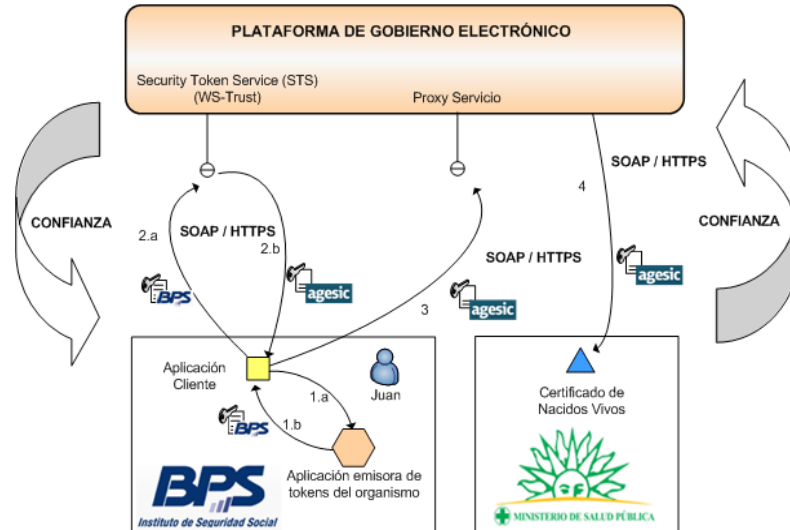 PLATAFORMA DE GOBIERNO ELECTRÓNICO
Security Token Service (STS)
(WS-Trust)
Proxy Servicio
CONFIANZA
2.a
SOAP / HTTPS
2.b
BPS
agesic
3
SOAP / HTTPS
agesic
4
SOAP / HTTPS
agesic
CONFIANZA
Aplicación
Cliente
1.a
Juan
BPS
1.b
Aplicación emisora de
tokens del organismo
BPS
Instituto de Seguridad Social
Certificado de
Nacidos Vivos
MINISTERIO DE SALUD PÚBLICA